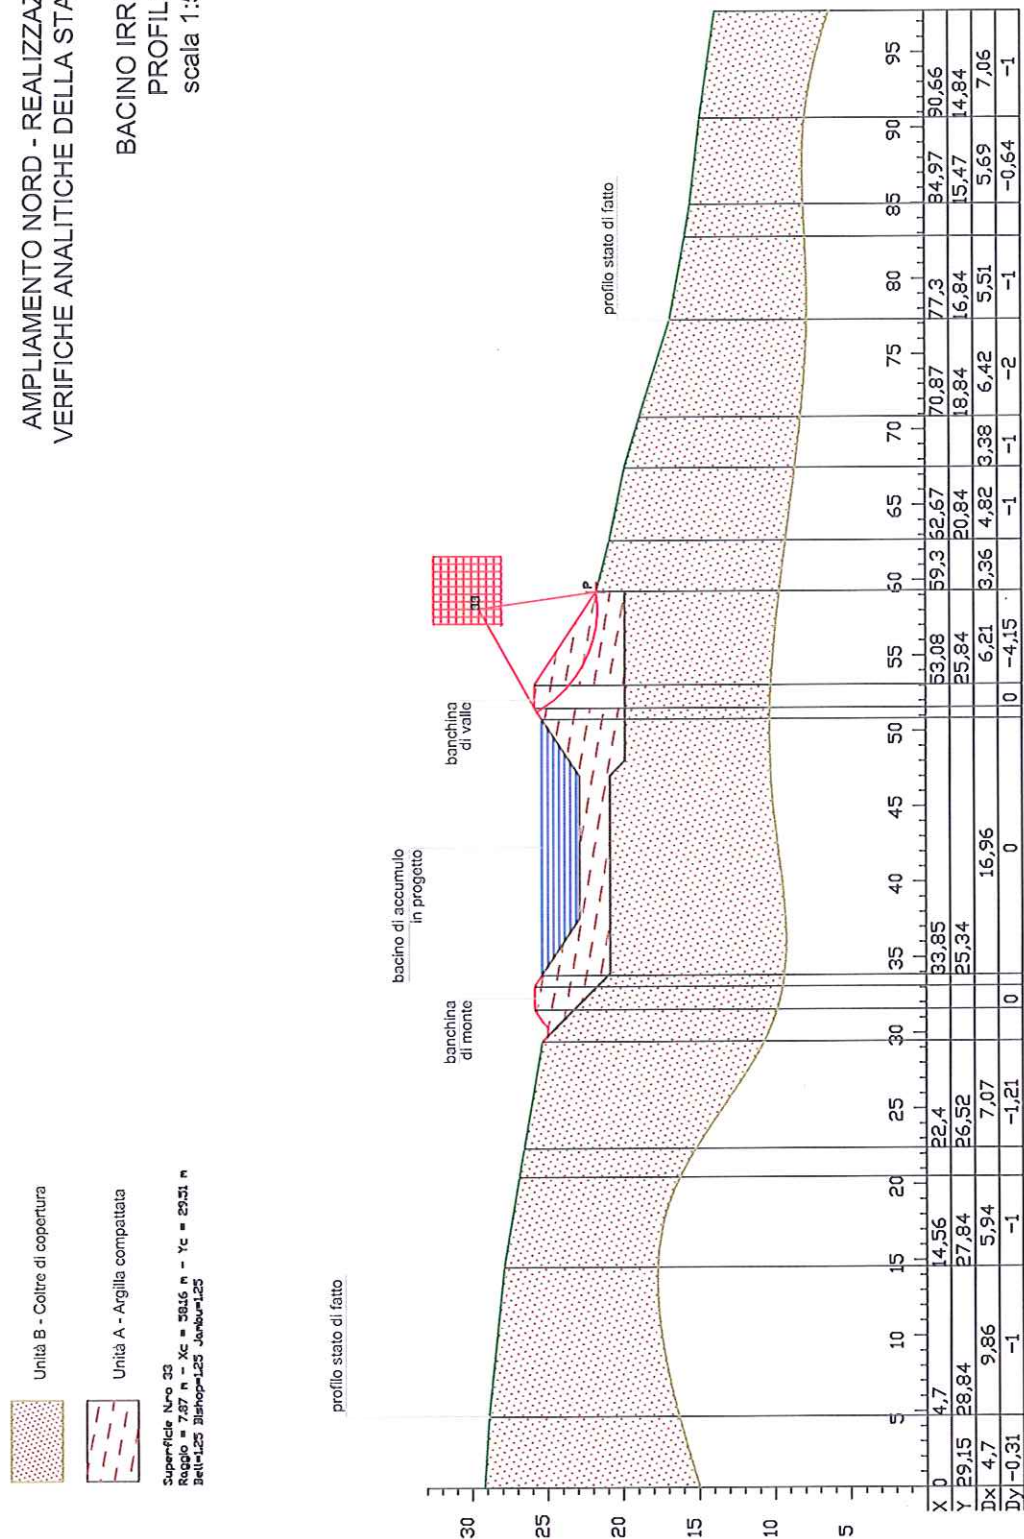 AMPLIAMENTO NORD - REALIZZAZ
VERIFICHE ANALITICHE DELLA STA
BACINO IRR
PROFIL
scala 1:5
Unità B - Coltre di copertura
Unità A - Argilla compattata
Superficie N.ro 33
Raggio = 7.87 m - Xc = 58.16 m - Yc = 29.51 m
Bell=1.25 Bishop=1.25 Janbu=1.25
profilo stato di fatto
banchina
di monte
bacino di accumulo
in progetto
banchina
di valle
profilo stato di fatto
33
P
30
25
20
15
10
5
5 10 15 20 25 30 35 40 45 50 55 60 65 70 75 80 85 90 95
X 0 4,7 14,56 22,4 33,85 53,08 59,3 62,67 70,87 77,3 84,97 90,66
Y 29,15 28,84 27,84 26,52 25,34 25,84 20,84 18,84 16,84 15,47 14,84
Dx 4,7 9,86 5,94 7,07 16,96 6,21 3,36 4,82 3,38 6,42 5,51 5,69 7,06
Dy -0,31 -1 -1 -1,21 0 0 0 -4,15 -1 -1 -2 -1 -0,64 -1